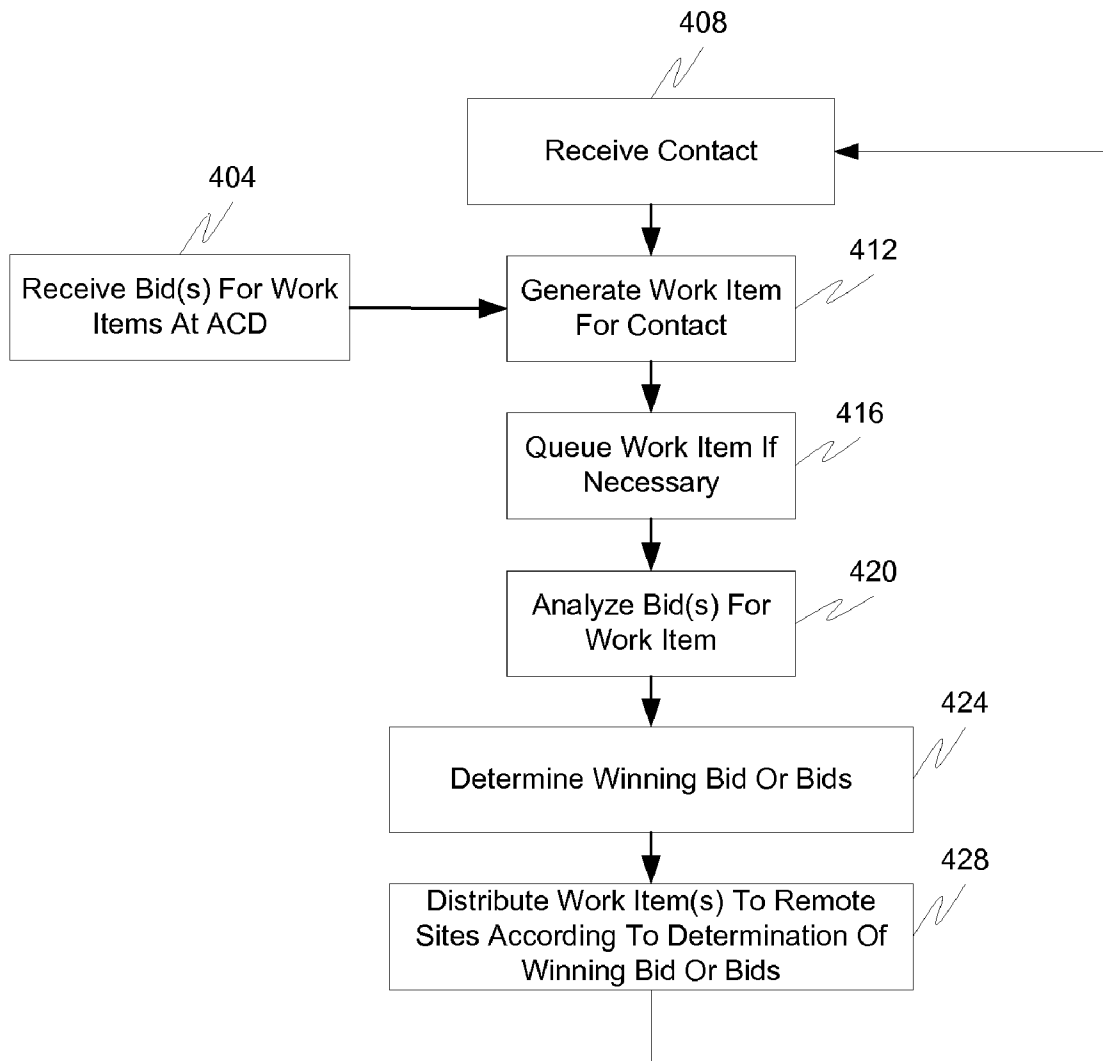 408
Receive Contact
404
Receive Bid(s) For Work
Items At ACD
412
Generate Work Item
For Contact
416
Queue Work Item If
Necessary
420
Analyze Bid(s) For
Work Item
424
Determine Winning Bid Or Bids
428
Distribute Work Item(s) To Remote
Sites According To Determination Of
Winning Bid Or Bids